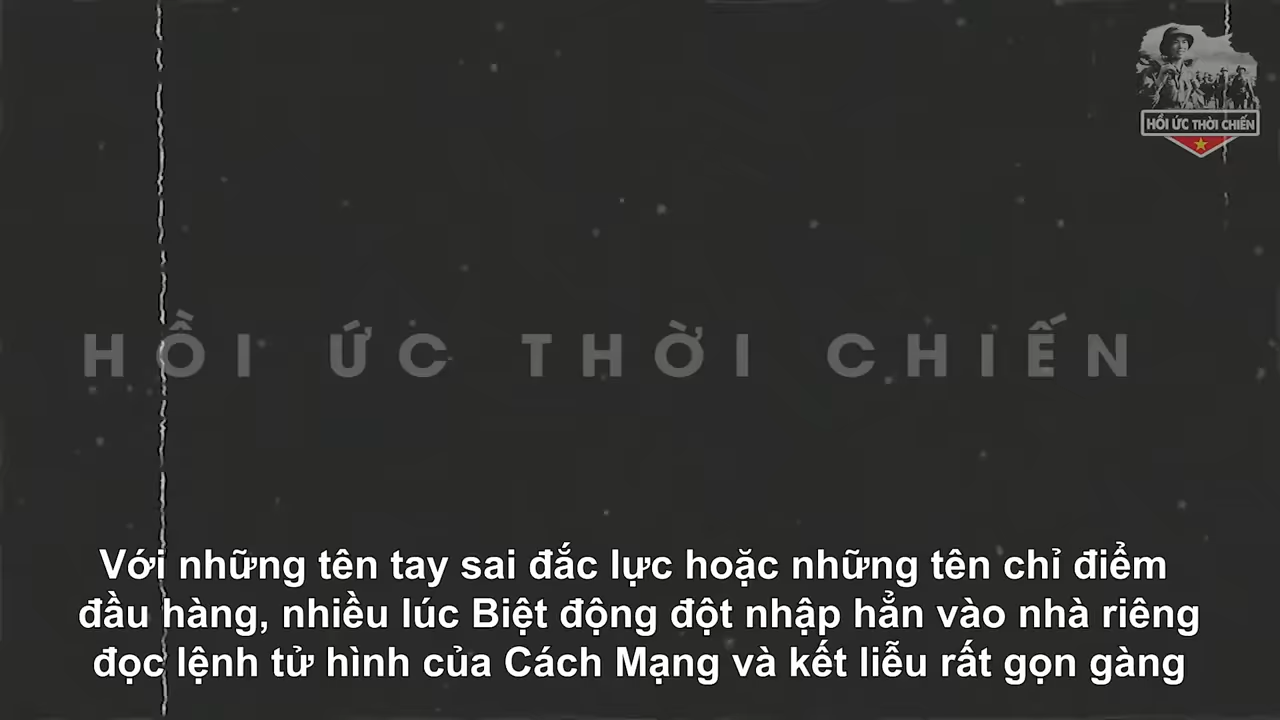 HỒI ỨC THỜI CHIẾN
HỒI ỨC THỜI CHIẾN
Với những tên tay sai đắc lực hoặc những tên chỉ điểm
đầu hàng, nhiều lúc Biệt động đột nhập hẳn vào nhà riêng
đọc lệnh tử hình của Cách Mạng và kết liễu rất gọn gàng